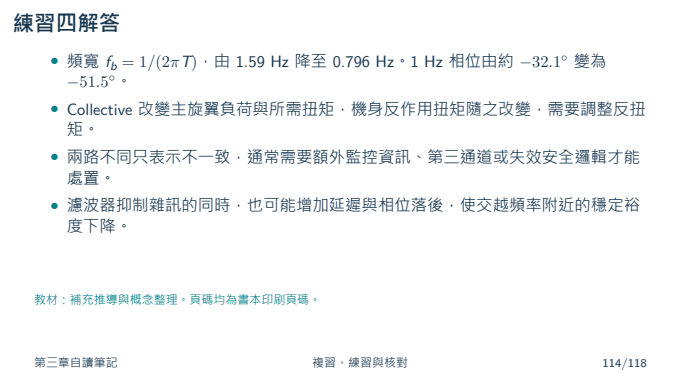 練習四解答
• 頻寬 f_b = 1/(2πT)，由 1.59 Hz 降至 0.796 Hz。1 Hz 相位由約 −32.1° 變為
−51.5°。
• Collective 改變主旋翼負荷與所需扭矩，機身反作用扭矩隨之改變，需要調整反扭
矩。
• 兩路不同只表示不一致，通常需要額外監控資訊、第三通道或失效安全邏輯才能
處置。
• 濾波器抑制雜訊的同時，也可能增加延遲與相位落後，使交越頻率附近的穩定裕
度下降。
教材：補充推導與概念整理。頁碼均為書本印刷頁碼。
第三章自讀筆記 複習、練習與核對 114/118